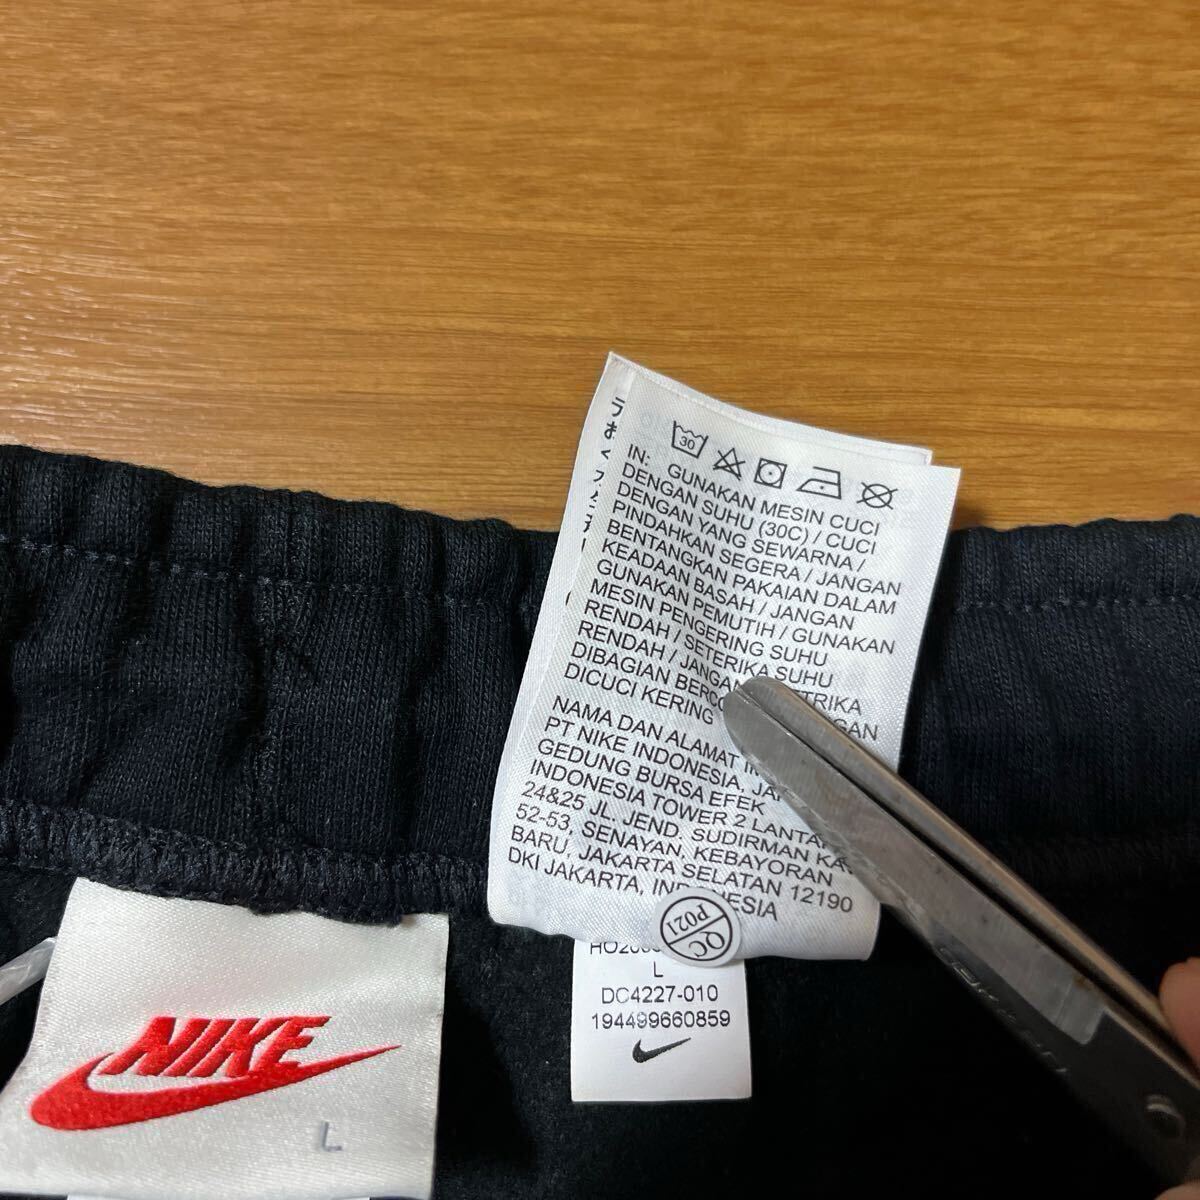 30
IN: GUNAKAN MESIN CUCI
DENGAN SUHU (30C) / CUCI
DENGAN YANG SEWARNA /
PINDAHKAN SEGERA / JANGAN
BENTANGKAN PAKAIAN DALAM
KEADAAN BASAH / JANGAN
GUNAKAN PEMUTIH / GUNAKAN
MESIN PENGERING SUHU
RENDAH / SETERIKA SUHU
RENDAH / JANGAN
DIBAGIAN
DICUCI KERING
NAMA DAN ALAMAT
PT NIKE INDONESIA,
GEDUNG BURSA EFEK
INDONESIA TOWER 2 LANTAI
24&25 JL. JEND. SUDIRMAN
52-53, SENAYAN, KEBAYORAN
BARU, JAKARTA SELATAN 12190
DKI JAKARTA,
QC
P021
L
DC4227-010
194499660859
NIKE
L